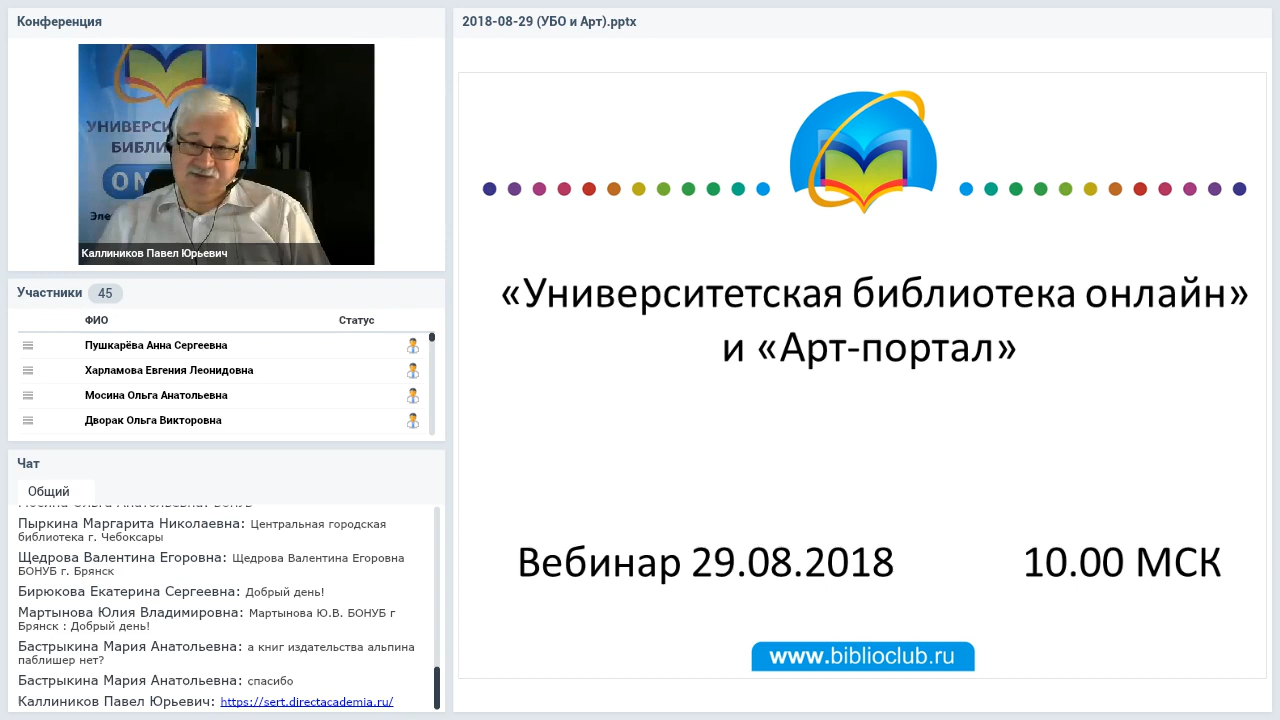 Конференция
УНИВЕРСИ
БИБЛИ
ON
Эле
Каллиников Павел Юрьевич
Участники 45
ФИО Статус
Пушкарёва Анна Сергеевна
Харламова Евгения Леонидовна
Мосина Ольга Анатольевна
Дворак Ольга Викторовна
Чат
Общий
Пыркина Маргарита Николаевна: Центральная городская
библиотека г. Чебоксары
Щедрова Валентина Егоровна: Щедрова Валентина Егоровна
БОНУБ г. Брянск
Бирюкова Екатерина Сергеевна: Добрый день!
Мартынова Юлия Владимировна: Мартынова Ю.В. БОНУБ г
Брянск : Добрый день!
Бастрыкина Мария Анатольевна: а книг издательства альпина
паблишер нет?
Бастрыкина Мария Анатольевна: спасибо
Каллиников Павел Юрьевич: https://sert.directacademia.ru/
2018-08-29 (УБО и Арт).pptx
«Университетская библиотека онлайн»
и «Арт-портал»
Вебинар 29.08.2018 10.00 МСК
www.biblioclub.ru